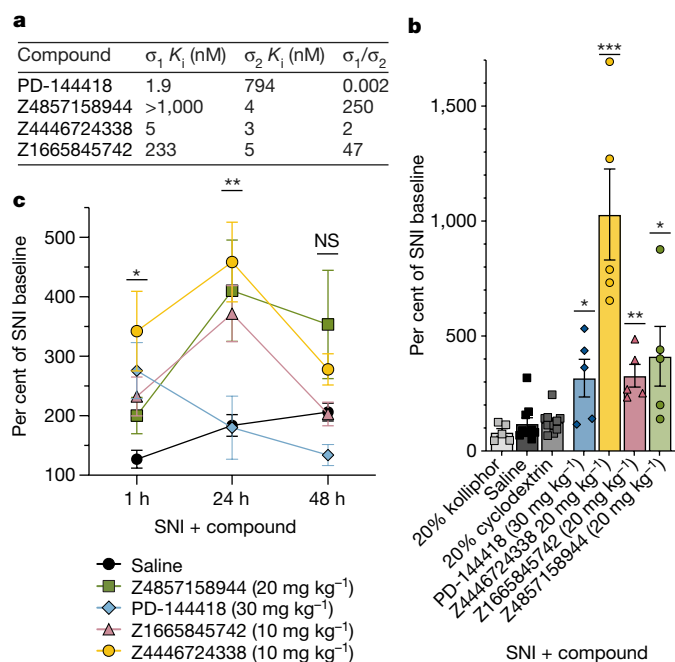 a
Compound σ1 Ki (nM) σ2 Ki (nM) σ1/σ2
PD-144418 1.9 794 0.002
Z4857158944 >1,000 4 250
Z4446724338 5 3 2
Z1665845742 233 5 47
b
Per cent of SNI baseline
1,500
1,000
500
0
***
*
*
**
20% kolliphor
Saline
20% cyclodextrin
PD-144418 (30 mg kg⁻¹)
Z4446724338 20 mg kg⁻¹)
Z1665845742 (20 mg kg⁻¹)
Z4857158944 (20 mg kg⁻¹)
SNI + compound
c
Per cent of SNI baseline
500
400
300
200
100
*
**
NS
1 h 24 h 48 h
SNI + compound
Saline
Z4857158944 (20 mg kg⁻¹)
PD-144418 (30 mg kg⁻¹)
Z1665845742 (10 mg kg⁻¹)
Z4446724338 (10 mg kg⁻¹)